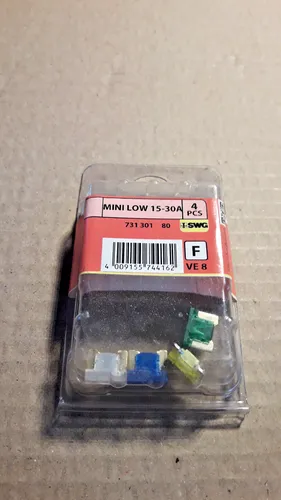 MINI LOW 15-30A
4
PCS
731 301 80
SWG
F
VE 8
4 009155 744162